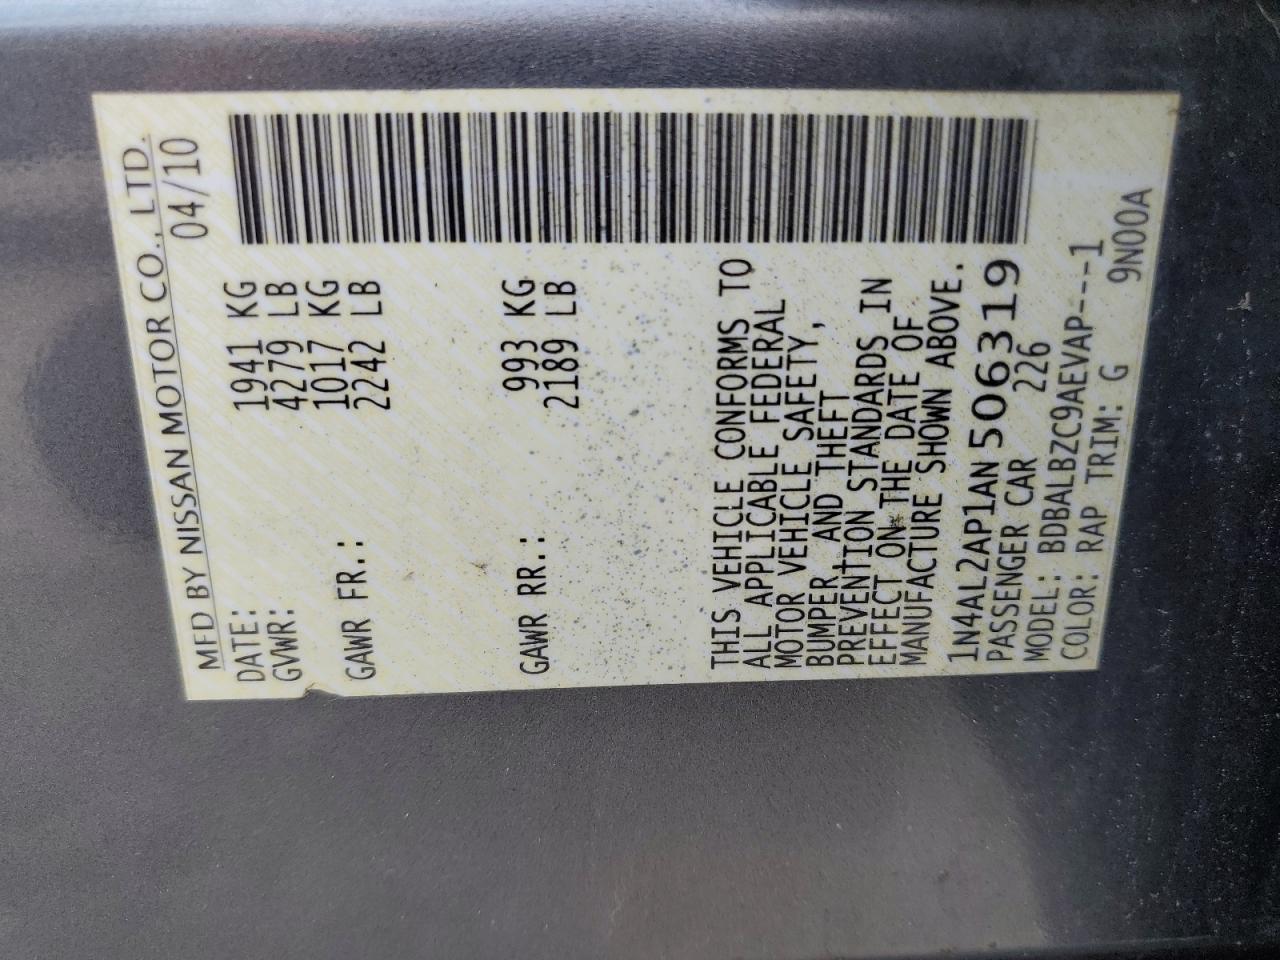 MFD BY NISSAN MOTOR CO., LTD.
DATE: 04/10
GVWR: 1941 KG
4279 LB
GAWR FR.: 1017 KG
2242 LB
GAWR RR.: 993 KG
2189 LB
THIS VEHICLE CONFORMS TO
ALL APPLICABLE FEDERAL
MOTOR VEHICLE SAFETY,
BUMPER, AND THEFT
PREVENTION STANDARDS IN
EFFECT ON THE DATE OF
MANUFACTURE SHOWN ABOVE.
1N4AL2AP1AN506319
PASSENGER CAR 226
MODEL: BDBALBZC9AEVAP---1
COLOR: RAP TRIM: G 9N00A